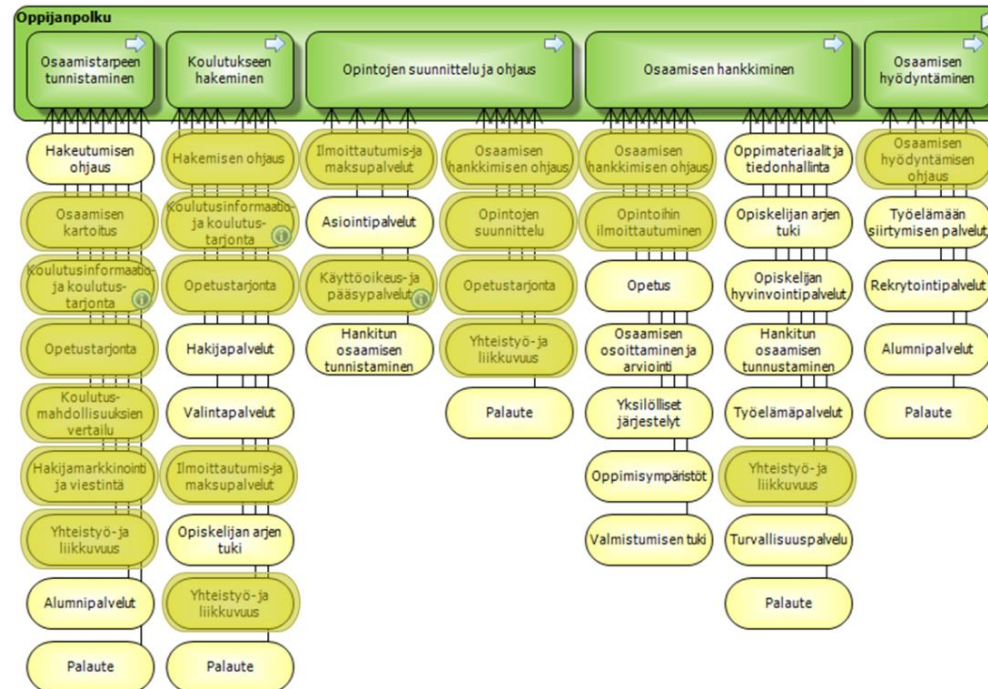 Oppijanpolku
Osaamistarpeen
tunnistaminen
Koulutukseen
hakeminen
Opintojen suunnittelu ja ohjaus
Osaamisen hankkiminen
Osaamisen
hyödyntäminen
Hakeutumisen
ohjaus
Osaamisen
kartoitus
Koulutusinformaatio-
ja koulutus-
tarjonta
Opetustarjonta
Koulutus-
mahdollisuuksien
vertailu
Hakijamarkkinointi
ja viestintä
Yhteistyö- ja
liikkuvuus
Alumnipalvelut
Palaute
Hakemisen ohjaus
Koulutusinformaatio-
ja koulutus-
tarjonta
Opetustarjonta
Hakijapalvelut
Valintapalvelut
Ilmoittautumis-ja
maksupalvelut
Opiskelijan arjen
tuki
Yhteistyö- ja
liikkuvuus
Palaute
Ilmoittautumis-ja
maksupalvelut
Asiointipalvelut
Käyttöoikeus- ja
pääsypalvelut
Hankitun
osaamisen
tunnistaminen
Osaamisen
hankkimisen ohjaus
Opintojen
suunnittelu
Opetustarjonta
Yhteistyö- ja
liikkuvuus
Palaute
Osaamisen
hankkimisen ohjaus
Opintoihin
ilmoittautuminen
Opetus
Osaamisen
osoittaminen ja
arviointi
Yksilölliset
järjestelyt
Oppimisympäristöt
Valmistumisen tuki
Oppimateriaalit ja
tiedonhallinta
Opiskelijan arjen
tuki
Opiskelijan
hyvinvointipalvelut
Hankitun
osaamisen
tunnustaminen
Työelämäpalvelut
Yhteistyö- ja
liikkuvuus
Turvallisuuspalvelu
Palaute
Osaamisen
hyödyntämisen
ohjaus
Työelämään
siirtymisen palvelut
Rekrytointipalvelut
Alumnipalvelut
Palaute